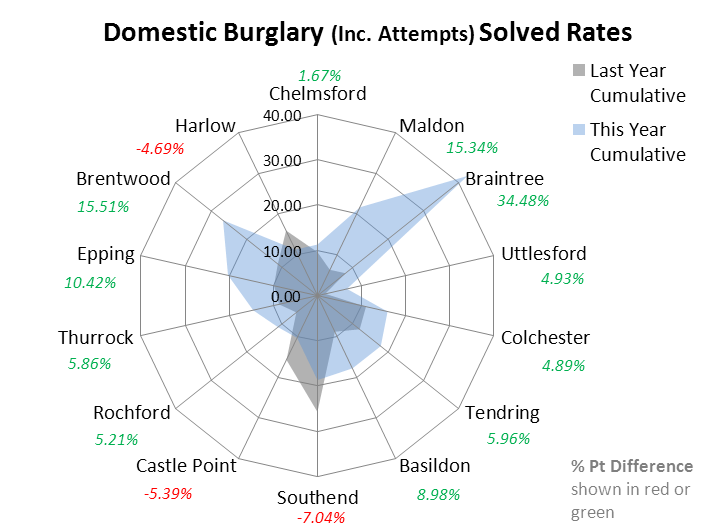 Domestic Burglary (Inc. Attempts) Solved Rates
1.67%
Chelmsford
Last Year
Cumulative
This Year
Cumulative
40.00
30.00
20.00
10.00
0.00
Maldon
15.34%
Braintree
34.48%
Uttlesford
4.93%
Colchester
4.89%
Tendring
5.96%
Basildon
8.98%
Southend
-7.04%
Castle Point
-5.39%
Rochford
5.21%
Thurrock
5.86%
Epping
10.42%
Brentwood
15.51%
Harlow
-4.69%
% Pt Difference
shown in red or
green